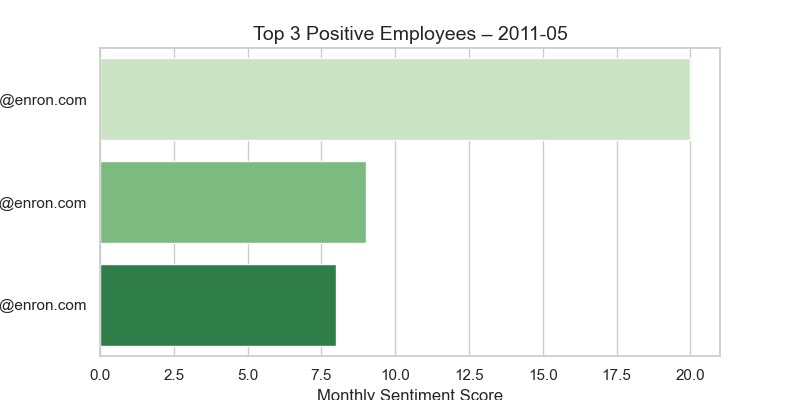 Top 3 Positive Employees – 2011-05
@enron.com
@enron.com
@enron.com
0.0 2.5 5.0 7.5 10.0 12.5 15.0 17.5 20.0
Monthly Sentiment Score